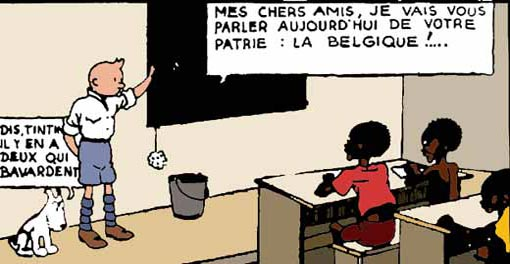 MES CHERS AMIS, JE VAIS VOUS
PARLER AUJOURD'HUI DE VOTRE
PATRIE : LA BELGIQUE !....
DIS, TINTIN
IL Y EN A
DEUX QUI
BAVARDENT